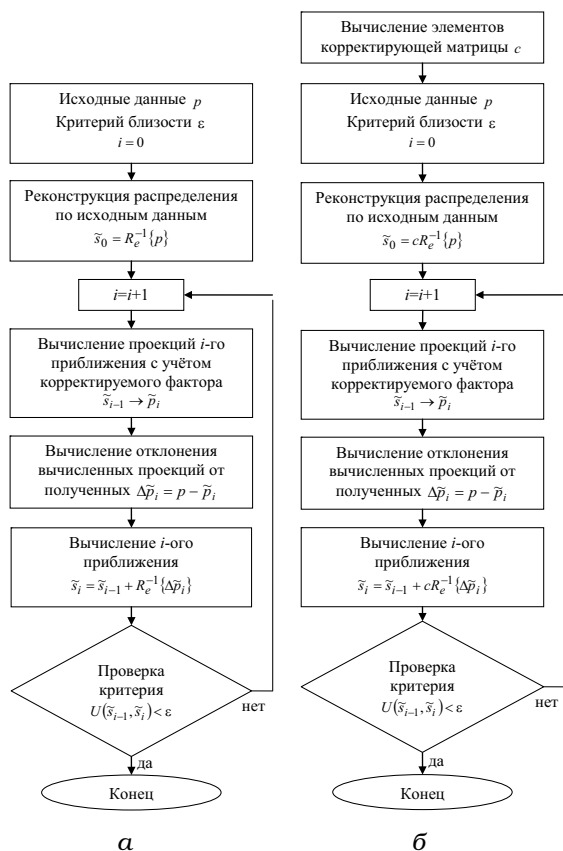 Исходные данные p
Критерий близости ε
i = 0
Реконструкция распределения
по исходным данным
s̃₀ = Rₑ⁻¹{p}
i=i+1
Вычисление проекций i-го
приближения с учётом
корректируемого фактора
s̃ᵢ₋₁ → p̃ᵢ
Вычисление отклонения
вычисленных проекций от
полученных Δp̃ᵢ = p − p̃ᵢ
Вычисление i-ого
приближения
s̃ᵢ = s̃ᵢ₋₁ + Rₑ⁻¹{Δp̃ᵢ}
Проверка
критерия
U(s̃ᵢ₋₁, s̃ᵢ) < ε
нет
да
Конец
а
Вычисление элементов
корректирующей матрицы c
Исходные данные p
Критерий близости ε
i = 0
Реконструкция распределения
по исходным данным
s̃₀ = cRₑ⁻¹{p}
i=i+1
Вычисление проекций i-го
приближения с учётом
корректируемого фактора
s̃ᵢ₋₁ → p̃ᵢ
Вычисление отклонения
вычисленных проекций от
полученных Δp̃ᵢ = p − p̃ᵢ
Вычисление i-ого
приближения
s̃ᵢ = s̃ᵢ₋₁ + cRₑ⁻¹{Δp̃ᵢ}
Проверка
критерия
U(s̃ᵢ₋₁, s̃ᵢ) < ε
нет
да
Конец
б